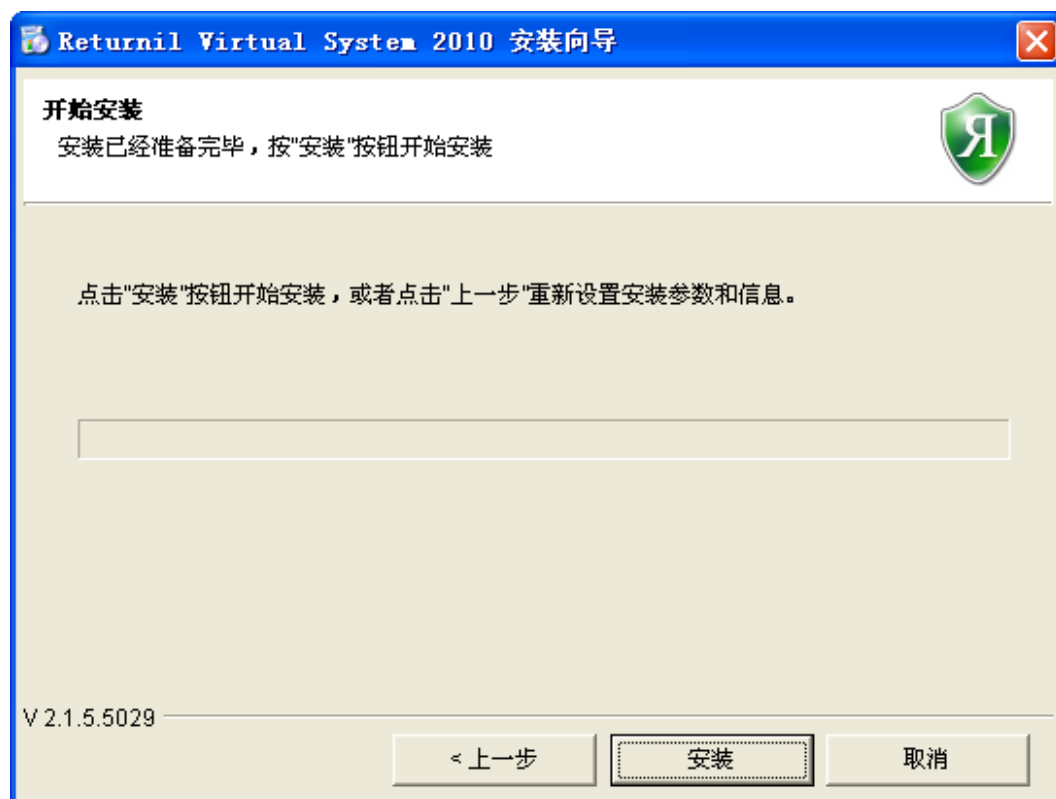 Returnil Virtual System 2010 安装向导
开始安装
安装已经准备完毕，按"安装"按钮开始安装
Я
点击"安装"按钮开始安装，或者点击"上一步"重新设置安装参数和信息。
V 2.1.5.5029
<上一步
安装
取消